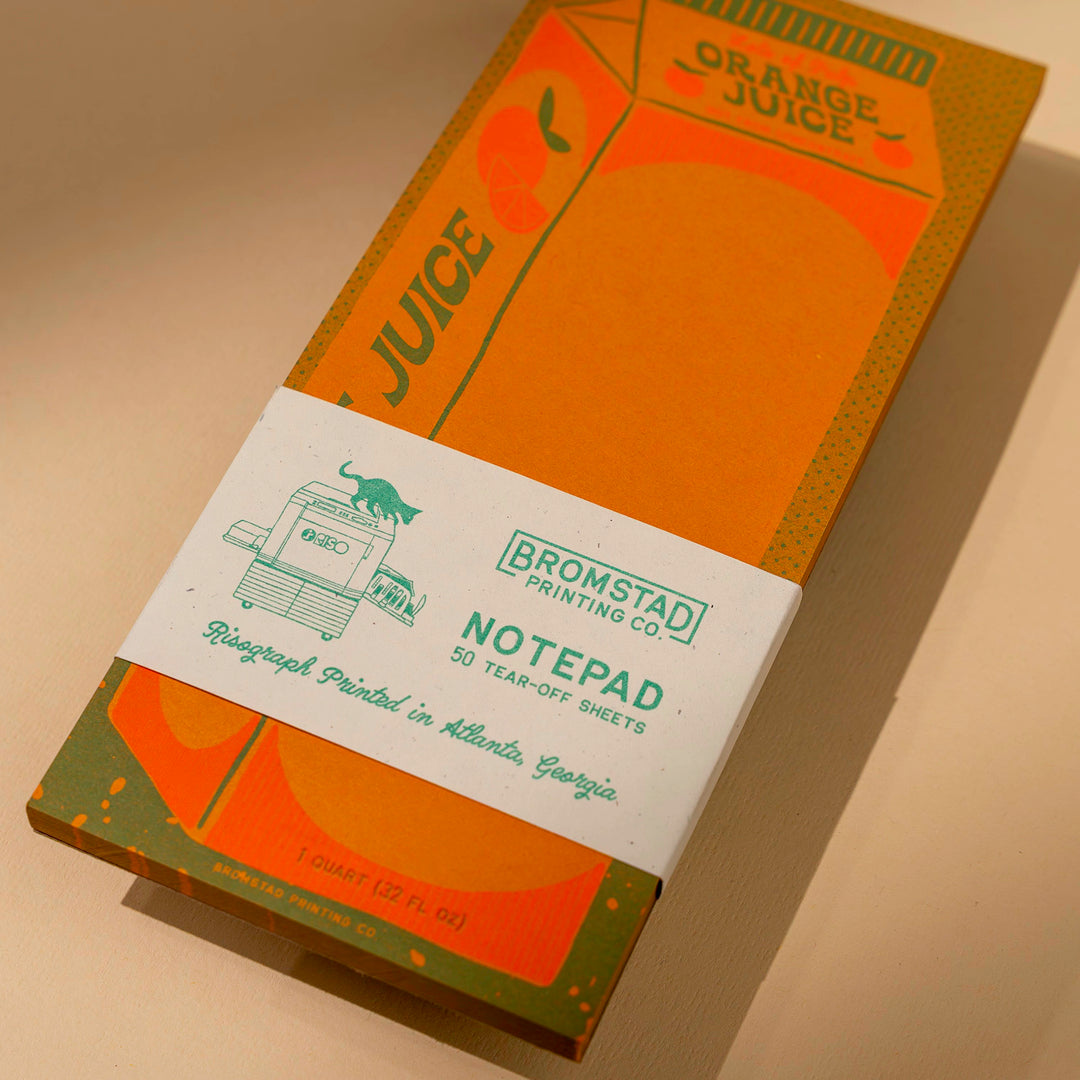 ORANGE
JUICE
JUICE
RISO
BROMSTAD
PRINTING CO.
NOTEPAD
50 TEAR-OFF SHEETS
Risograph Printed in Atlanta, Georgia
1 QUART (32 FL OZ)
BROMSTAD PRINTING CO